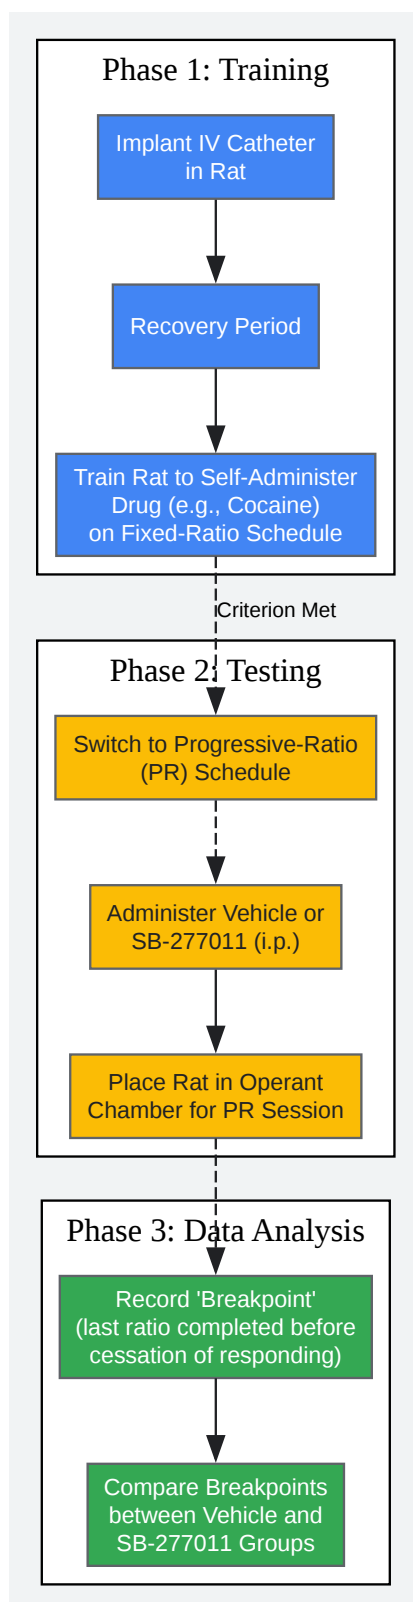 Phase 1: Training
Implant IV Catheter
in Rat
Recovery Period
Train Rat to Self-Administer
Drug (e.g., Cocaine)
on Fixed-Ratio Schedule
Criterion Met
Phase 2: Testing
Switch to Progressive-Ratio
(PR) Schedule
Administer Vehicle or
SB-277011 (i.p.)
Place Rat in Operant
Chamber for PR Session
Phase 3: Data Analysis
Record 'Breakpoint'
(last ratio completed before
cessation of responding)
Compare Breakpoints
between Vehicle and
SB-277011 Groups